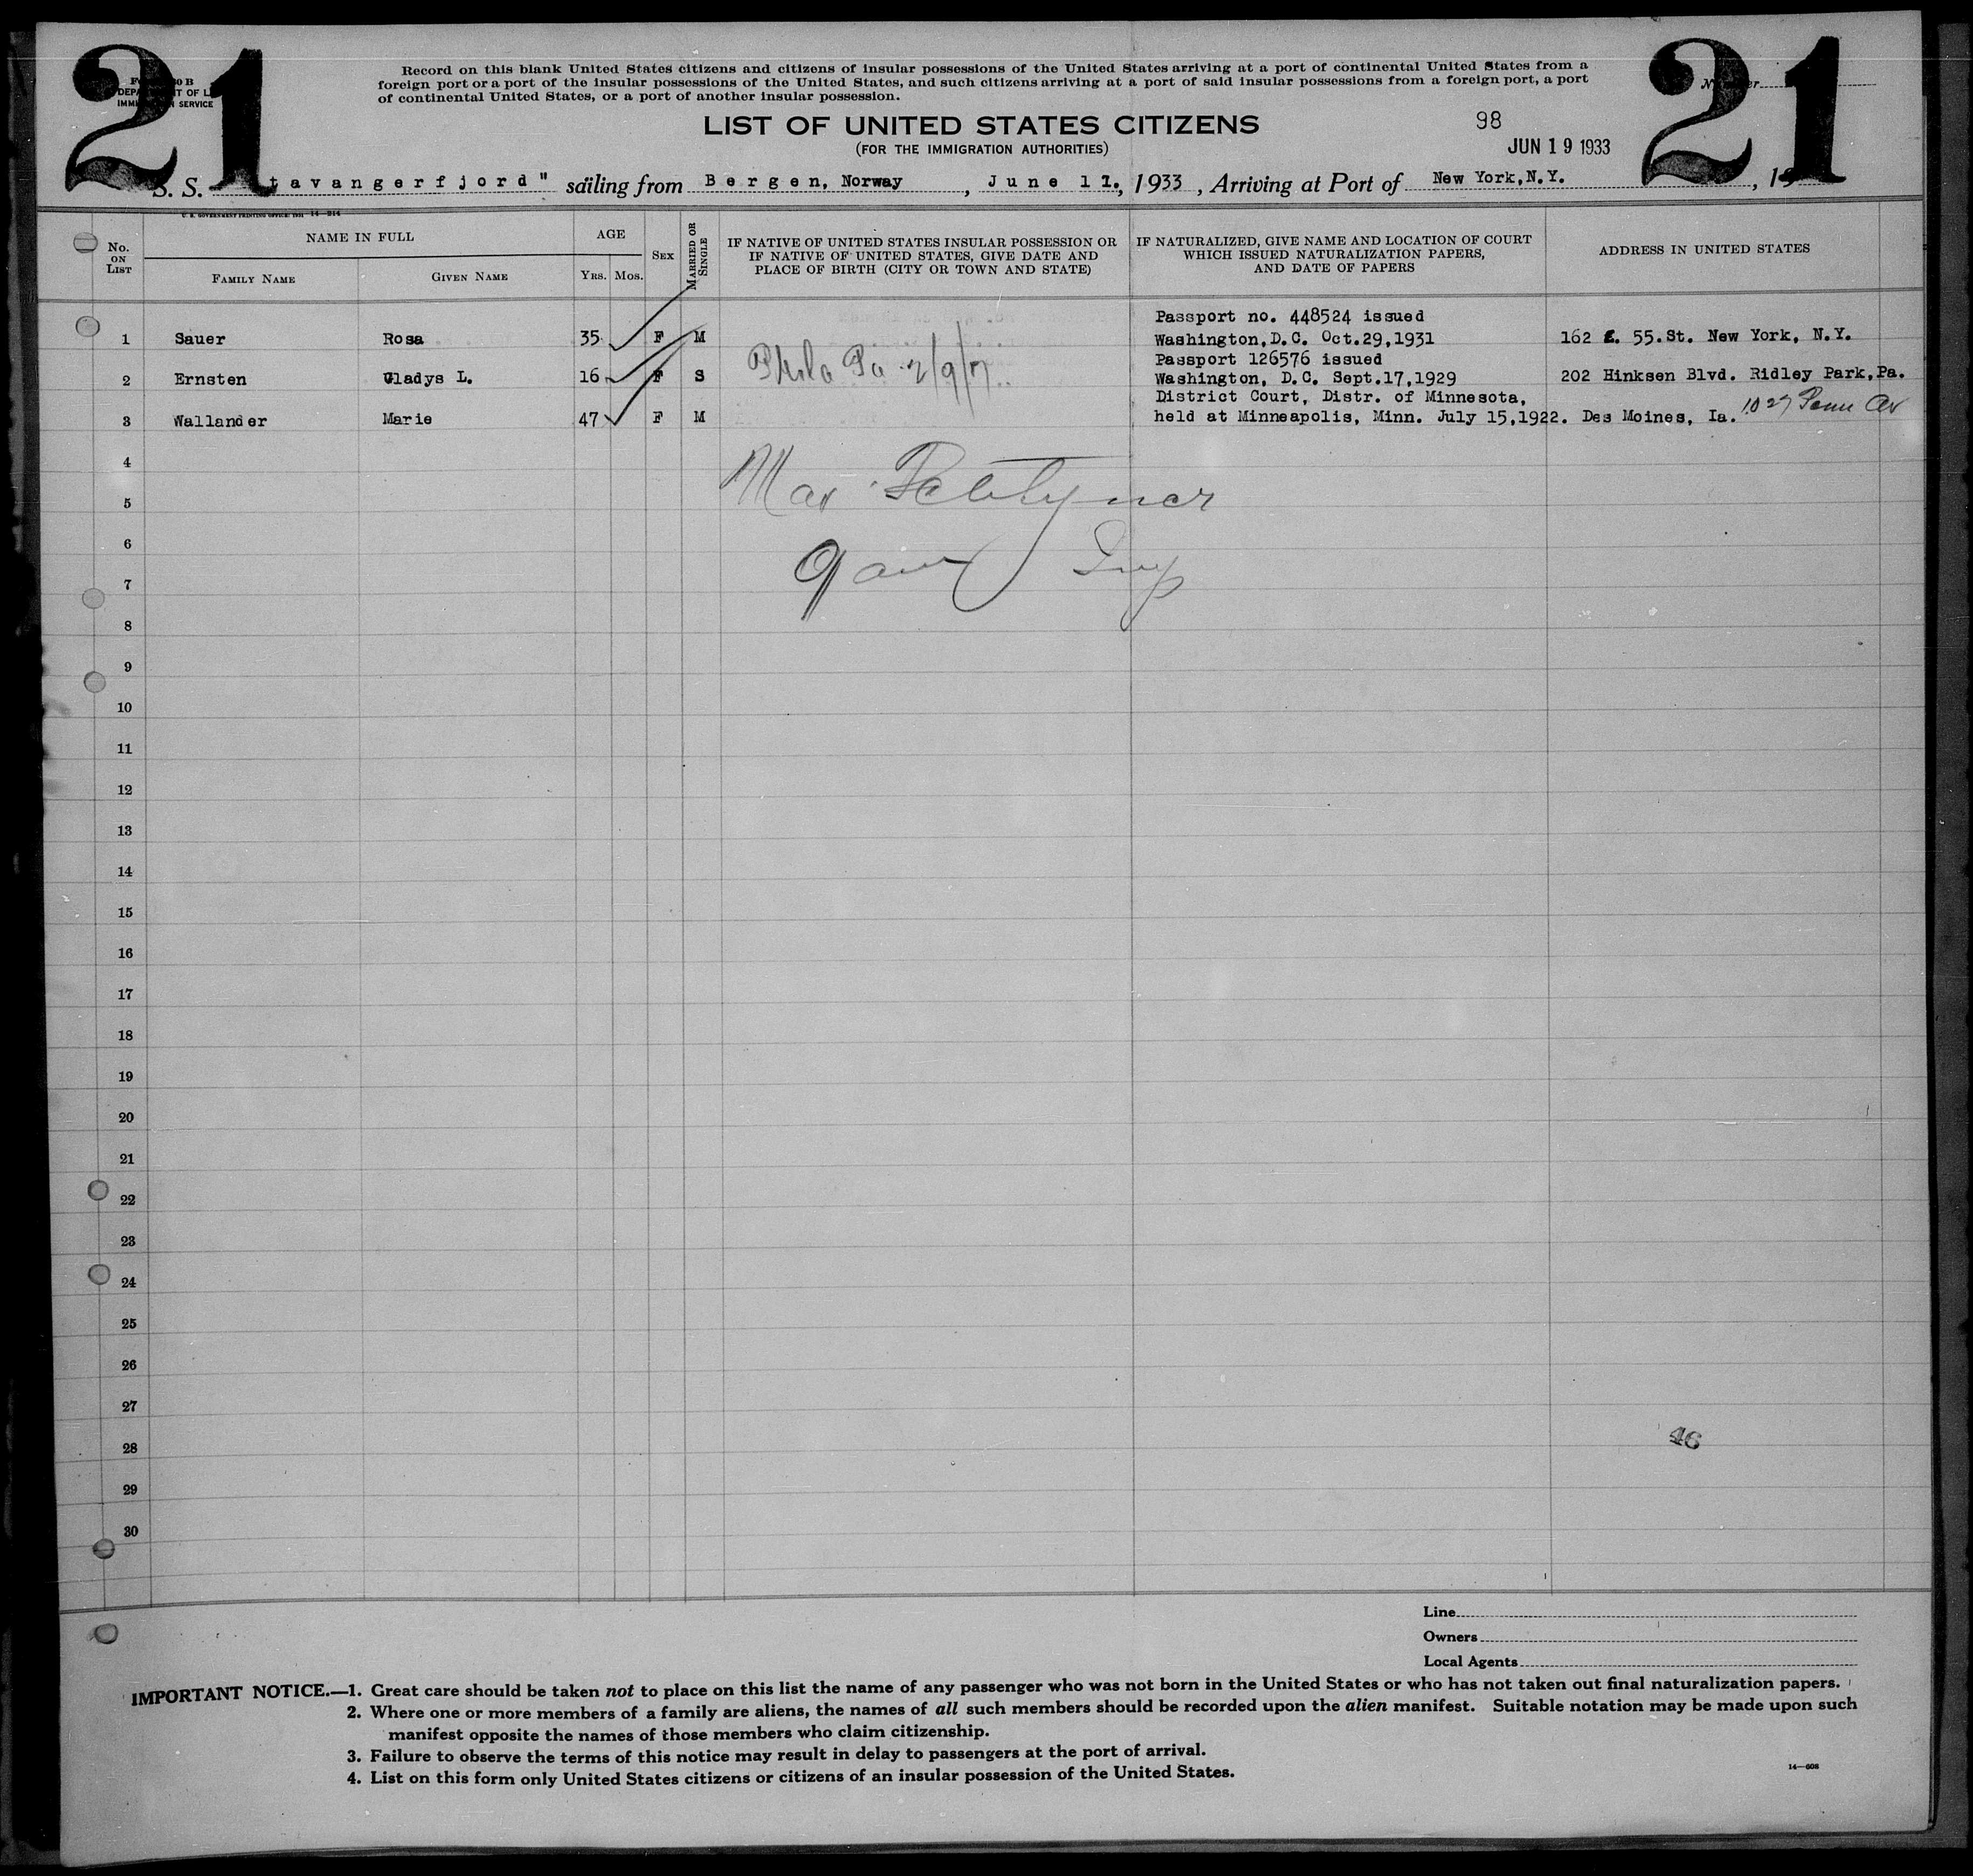 21
21
Record on this blank United States citizens and citizens of insular possessions of the United States arriving at a port of continental United States from a
foreign port or a port of the insular possessions of the United States, and such citizens arriving at a port of said insular possessions from a foreign port, a port
of continental United States, or a port of another insular possession.
LIST OF UNITED STATES CITIZENS
(FOR THE IMMIGRATION AUTHORITIES)
98
JUN 19 1933
S. S. tavangerfjord" sailing from Bergen, Norway, June 11., 1933, Arriving at Port of New York, N.Y., 19
U. S. GOVERNMENT PRINTING OFFICE: 1931 14—214
No. ON LIST
NAME IN FULL
FAMILY NAME
GIVEN NAME
AGE
YRS. MOS.
SEX
MARRIED OR SINGLE
IF NATIVE OF UNITED STATES INSULAR POSSESSION OR
IF NATIVE OF UNITED STATES, GIVE DATE AND
PLACE OF BIRTH (CITY OR TOWN AND STATE)
IF NATURALIZED, GIVE NAME AND LOCATION OF COURT
WHICH ISSUED NATURALIZATION PAPERS,
AND DATE OF PAPERS
ADDRESS IN UNITED STATES
Passport no. 448524 issued
1 Sauer Rosa 35 F M Washington, D.C. Oct.29,1931 162 E. 55.St. New York, N.Y.
Passport 126576 issued
2 Ernsten Gladys L. 16 F S Phila Pa 2/9/17 Washington, D.C. Sept.17,1929 202 Hinksen Blvd. Ridley Park, Pa.
District Court, Distr. of Minnesota,
3 Wallander Marie 47 F M held at Minneapolis, Minn. July 15,1922. Des Moines, Ia. 1027 Penn Av
4
5
6
7
8
9
10
11
12
13
14
15
16
17
18
19
20
21
22
23
24
25
26
27
28
46
29
30
Line
Owners
Local Agents
IMPORTANT NOTICE.—1. Great care should be taken not to place on this list the name of any passenger who was not born in the United States or who has not taken out final naturalization papers.
2. Where one or more members of a family are aliens, the names of all such members should be recorded upon the alien manifest. Suitable notation may be made upon such
manifest opposite the names of those members who claim citizenship.
3. Failure to observe the terms of this notice may result in delay to passengers at the port of arrival.
4. List on this form only United States citizens or citizens of an insular possession of the United States.
14—608